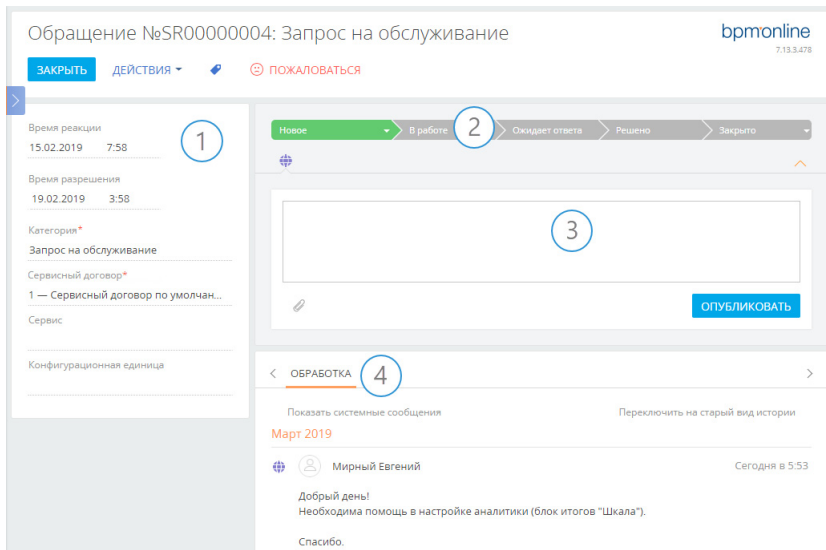 Обращение №SR00000004: Запрос на обслуживание
bpmonline
7.13.3.478
ЗАКРЫТЬ ДЕЙСТВИЯ ПОЖАЛОВАТЬСЯ
Время реакции
15.02.2019 7:58
1
Время разрешения
19.02.2019 3:58
Категория*
Запрос на обслуживание
Сервисный договор*
1 — Сервисный договор по умолчан...
Сервис
Конфигурационная единица
Новое В работе 2 Ожидает ответа Решено Закрыто
3
ОПУБЛИКОВАТЬ
ОБРАБОТКА 4
Показать системные сообщения Переключить на старый вид истории
Март 2019
Мирный Евгений Сегодня в 5:53
Добрый день!
Необходима помощь в настройке аналитики (блок итогов "Шкала").
Спасибо.